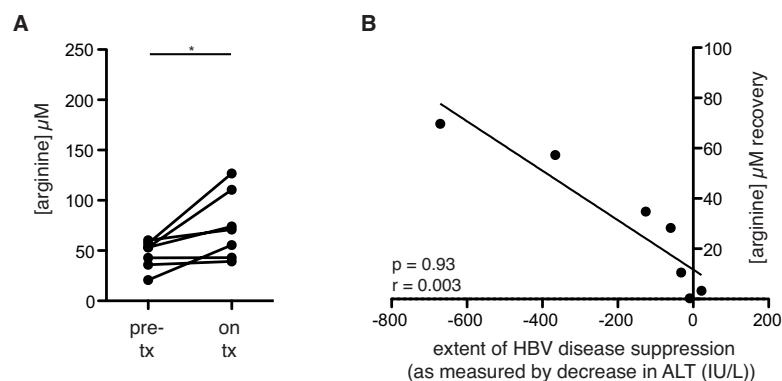 A
250
200
150
100
50
0
[arginine] µM
*
pre-
tx
on
tx
B
100
80
60
40
20
[arginine] µM recovery
p = 0.93
r = 0.003
-800 -600 -400 -200 0 200
extent of HBV disease suppression
(as measured by decrease in ALT (IU/L))